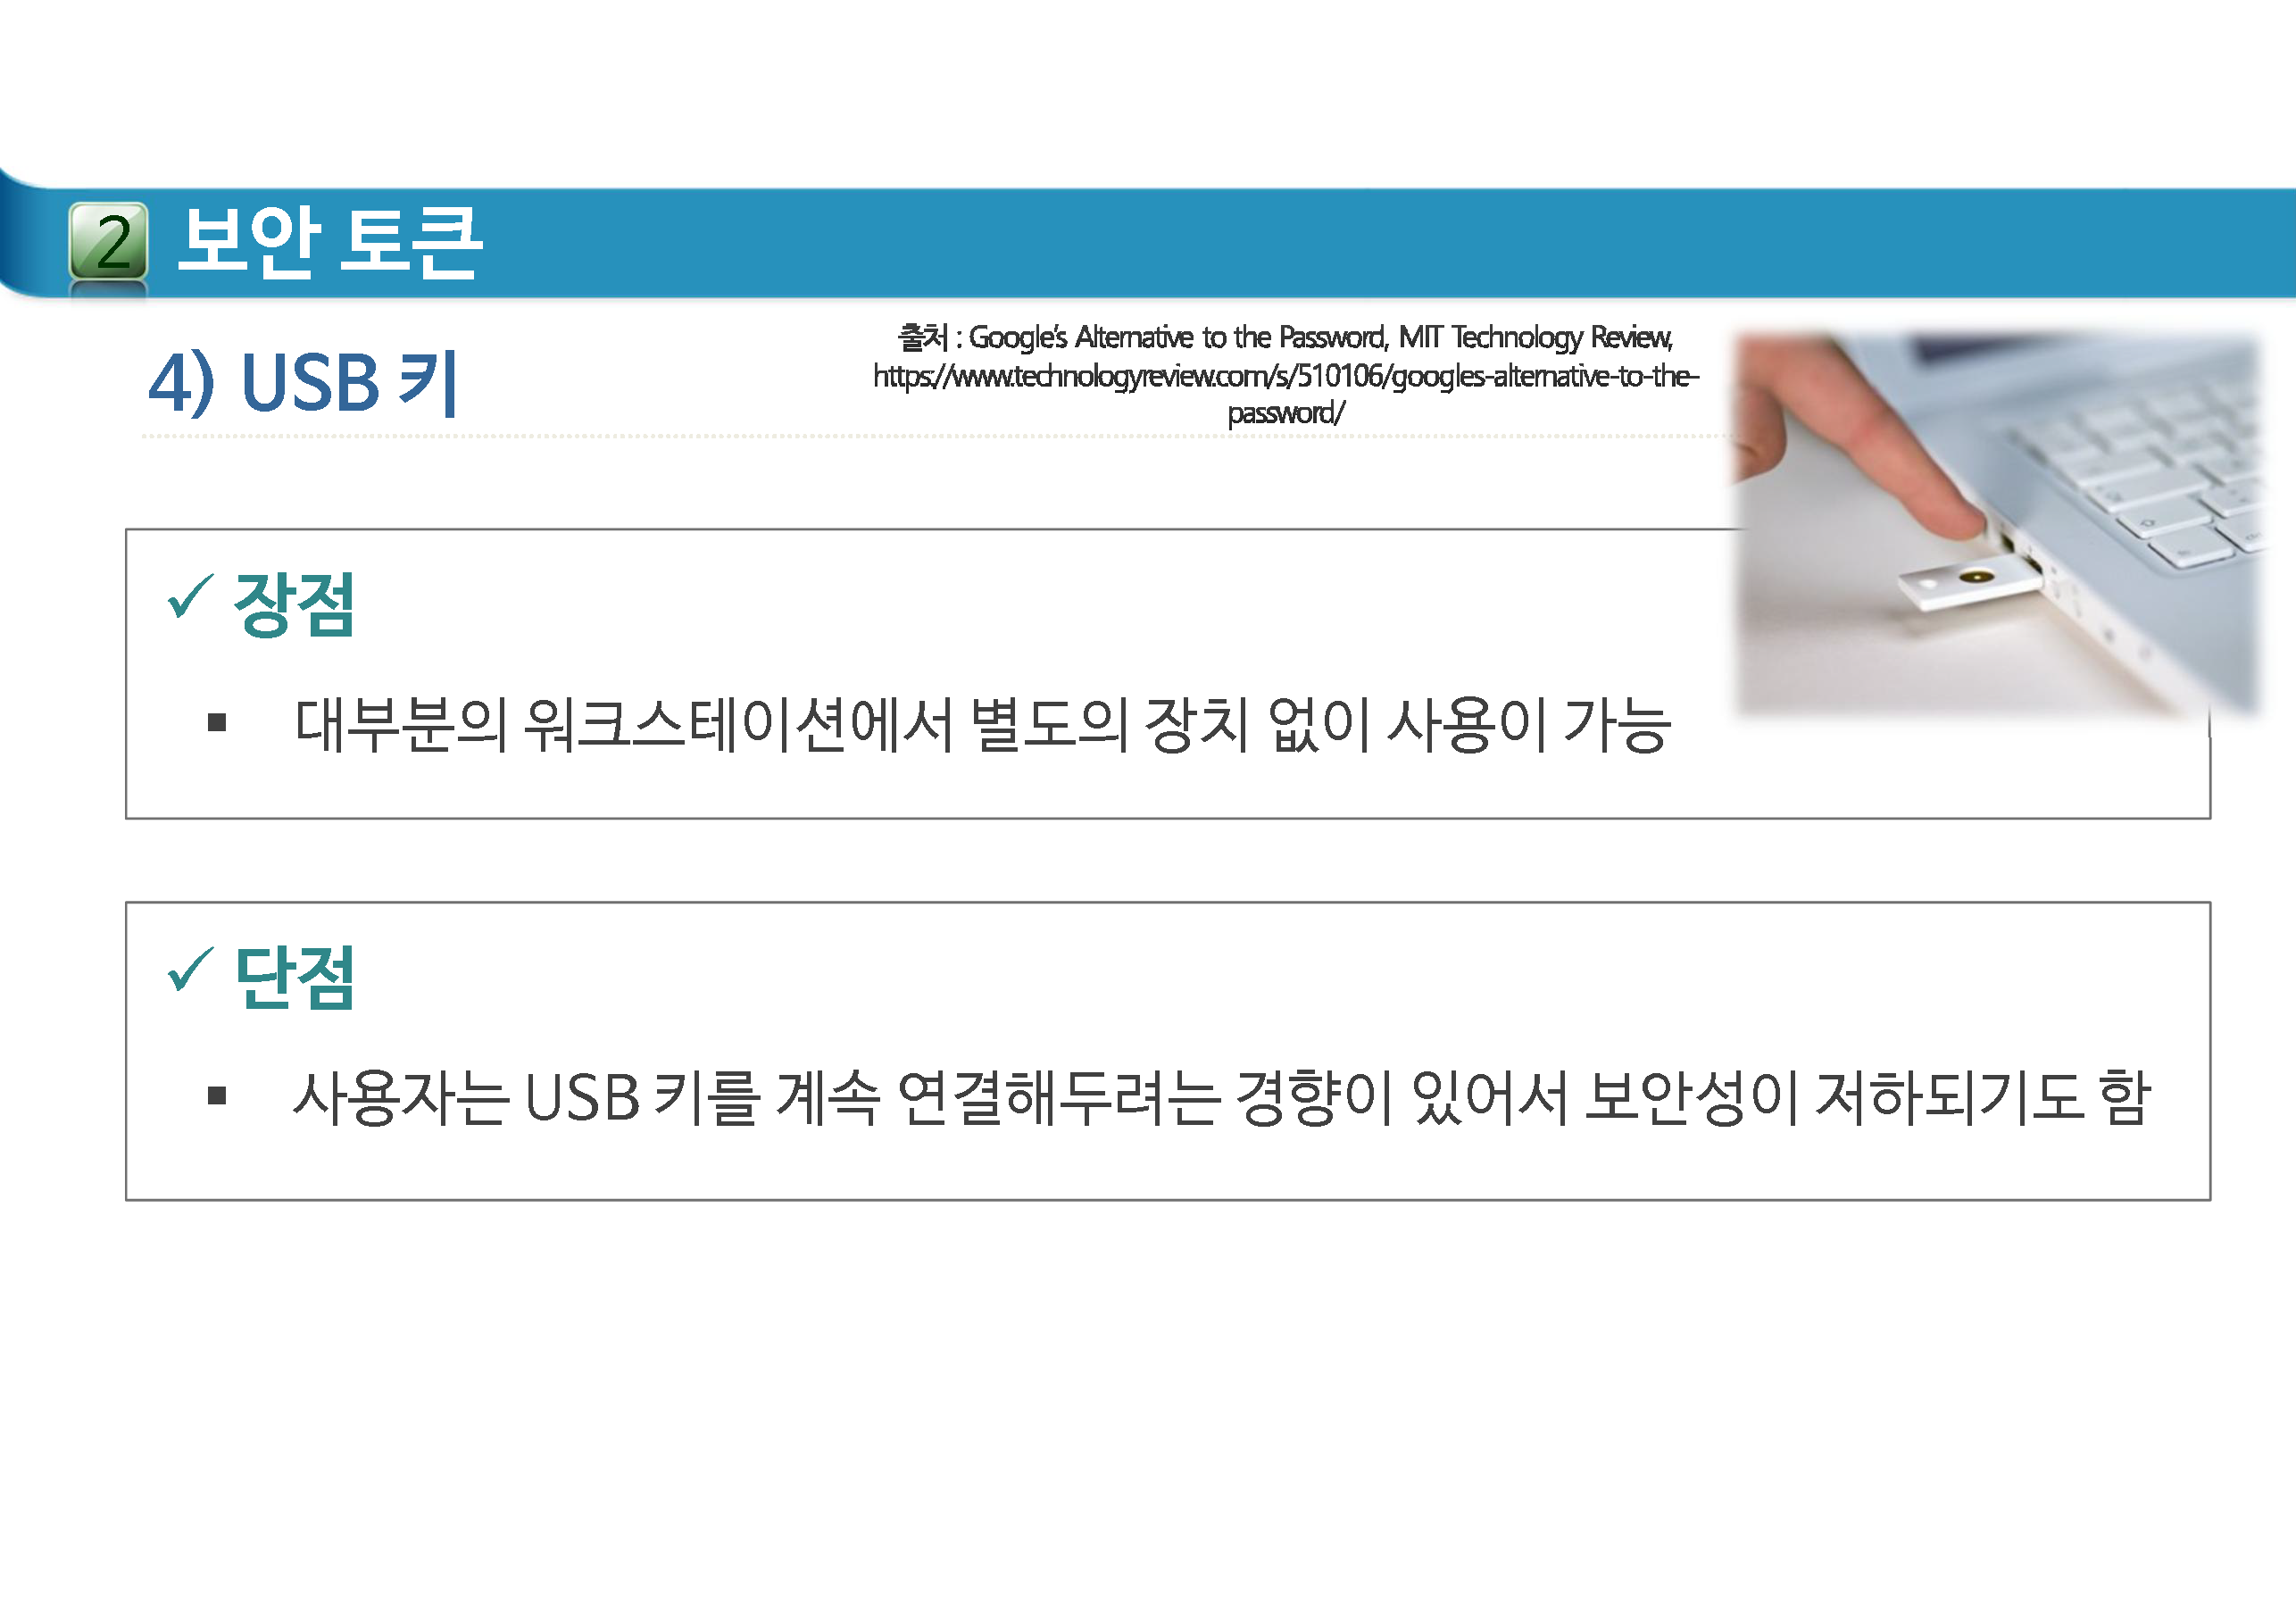 2 보안 토큰
4) USB 키
출처 : Google's Alternative to the Password, MIT Technology Review,
https://www.technologyreview.com/s/510106/googles-alternative-to-the-
password/
✓ 장점
▪ 대부분의 워크스테이션에서 별도의 장치 없이 사용이 가능
✓ 단점
▪ 사용자는 USB 키를 계속 연결해두려는 경향이 있어서 보안성이 저하되기도 함